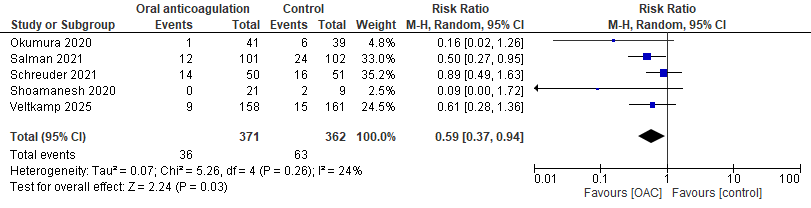 Oral anticoagulation Control Risk Ratio Risk Ratio
Study or Subgroup Events Total Events Total Weight M-H, Random, 95% CI M-H, Random, 95% CI
Okumura 2020 1 41 6 39 4.8% 0.16 [0.02, 1.26]
Salman 2021 12 101 24 102 33.0% 0.50 [0.27, 0.95]
Schreuder 2021 14 50 16 51 35.2% 0.89 [0.49, 1.63]
Shoamanesh 2020 0 21 2 9 2.5% 0.09 [0.00, 1.72]
Veltkamp 2025 9 158 15 161 24.5% 0.61 [0.28, 1.36]
Total (95% CI) 371 362 100.0% 0.59 [0.37, 0.94]
Total events 36 63
Heterogeneity: Tau² = 0.07; Chi² = 5.26, df = 4 (P = 0.26); I² = 24%
Test for overall effect: Z = 2.24 (P = 0.03)
0.01 0.1 1 10 100
Favours [OAC] Favours [control]